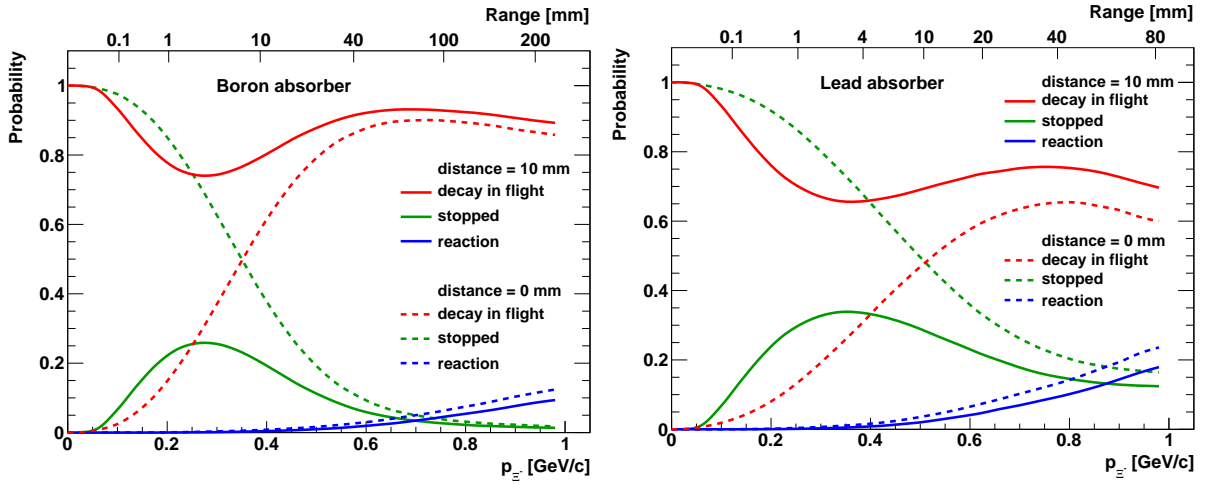 Range [mm]
0.1 1 10 40 100 200
Probability
1
0.8
0.6
0.4
0.2
0
Boron absorber
distance = 10 mm
decay in flight
stopped
reaction
distance = 0 mm
decay in flight
stopped
reaction
0 0.2 0.4 0.6 0.8 1
pΞ- [GeV/c]
Range [mm]
0.1 1 4 10 20 40 80
Probability
1
0.8
0.6
0.4
0.2
0
Lead absorber
distance = 10 mm
decay in flight
stopped
reaction
distance = 0 mm
decay in flight
stopped
reaction
0 0.2 0.4 0.6 0.8 1
pΞ- [GeV/c]